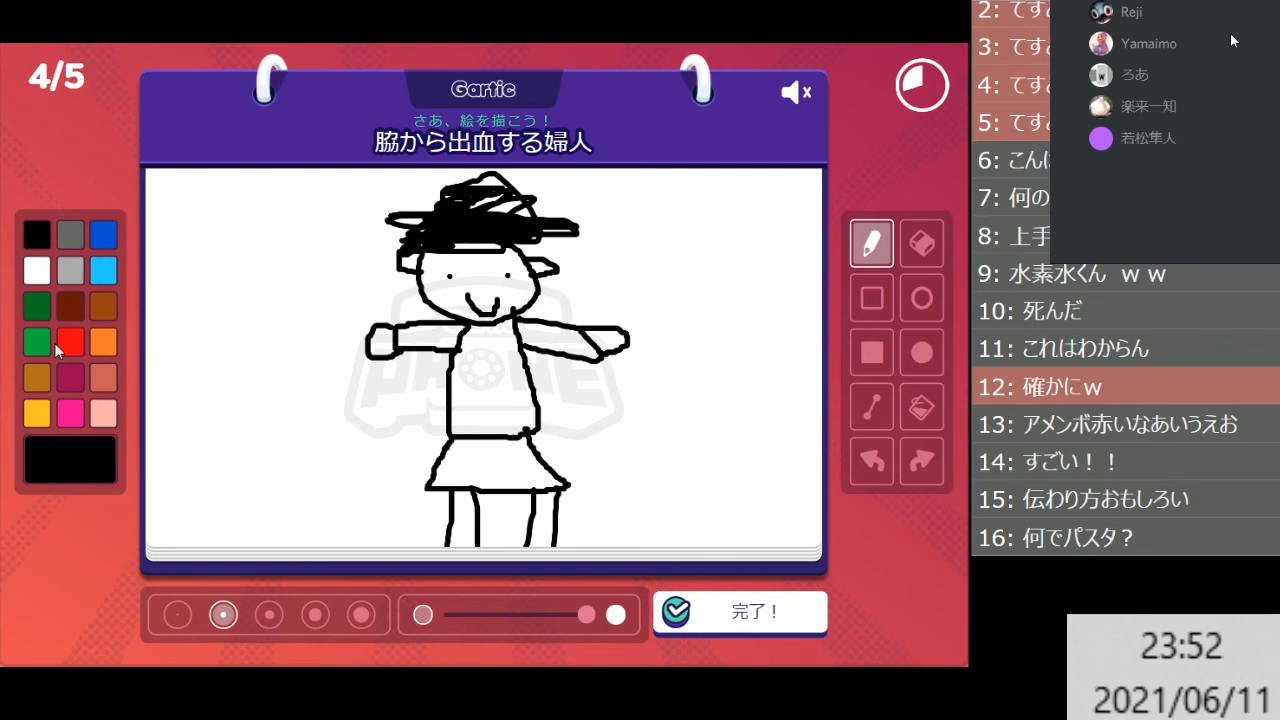 4/5
Gartic
さあ、絵を描こう！
脇から出血する婦人
完了！
Reji
Yamaimo
ろあ
楽来一知
若松隼人
2: てす
3: てす
4: てす
5: てす
6: こん
7: 何の
8: 上手
9: 水素水くん ｗｗ
10: 死んだ
11: これはわからん
12: 確かにｗ
13: アメンボ赤いなあいうえお
14: すごい！！
15: 伝わり方おもしろい
16: 何でパスタ？
23:52
2021/06/11